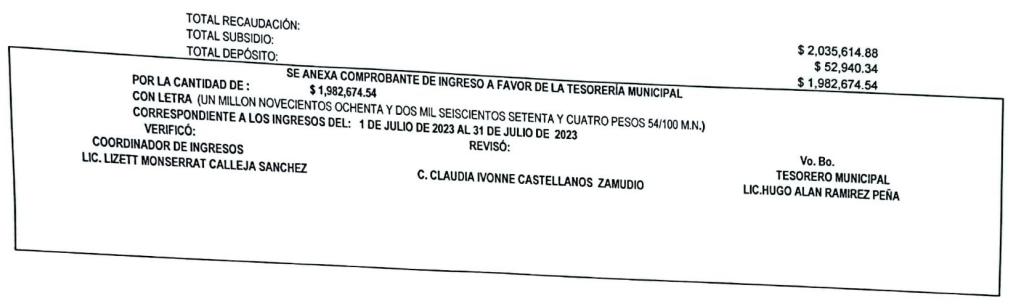 TOTAL RECAUDACIÓN: $ 2,035,614.88
TOTAL SUBSIDIO: $ 52,940.34
TOTAL DEPÓSITO: $ 1,982,674.54
SE ANEXA COMPROBANTE DE INGRESO A FAVOR DE LA TESORERÍA MUNICIPAL
POR LA CANTIDAD DE : $ 1,982,674.54
CON LETRA (UN MILLON NOVECIENTOS OCHENTA Y DOS MIL SEISCIENTOS SETENTA Y CUATRO PESOS 54/100 M.N.)
CORRESPONDIENTE A LOS INGRESOS DEL: 1 DE JULIO DE 2023 AL 31 DE JULIO DE 2023
VERIFICÓ: REVISÓ: Vo. Bo.
COORDINADOR DE INGRESOS TESORERO MUNICIPAL
LIC. LIZETT MONSERRAT CALLEJA SANCHEZ C. CLAUDIA IVONNE CASTELLANOS ZAMUDIO LIC.HUGO ALAN RAMIREZ PEÑA